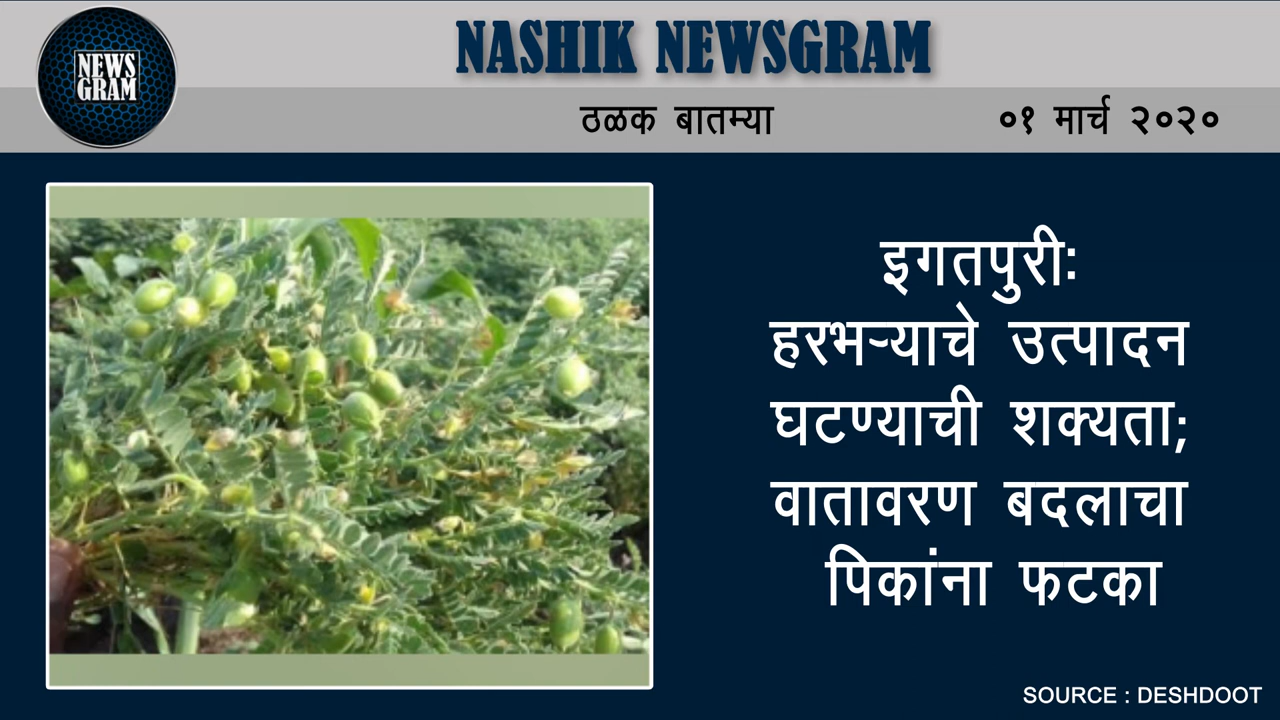 NEWS
GRAM
NASHIK NEWSGRAM
ठळक बातम्या
०१ मार्च २०२०
इगतपुरीः
हरभऱ्याचे उत्पादन
घटण्याची शक्यता;
वातावरण बदलाचा
पिकांना फटका
SOURCE : DESHDOOT